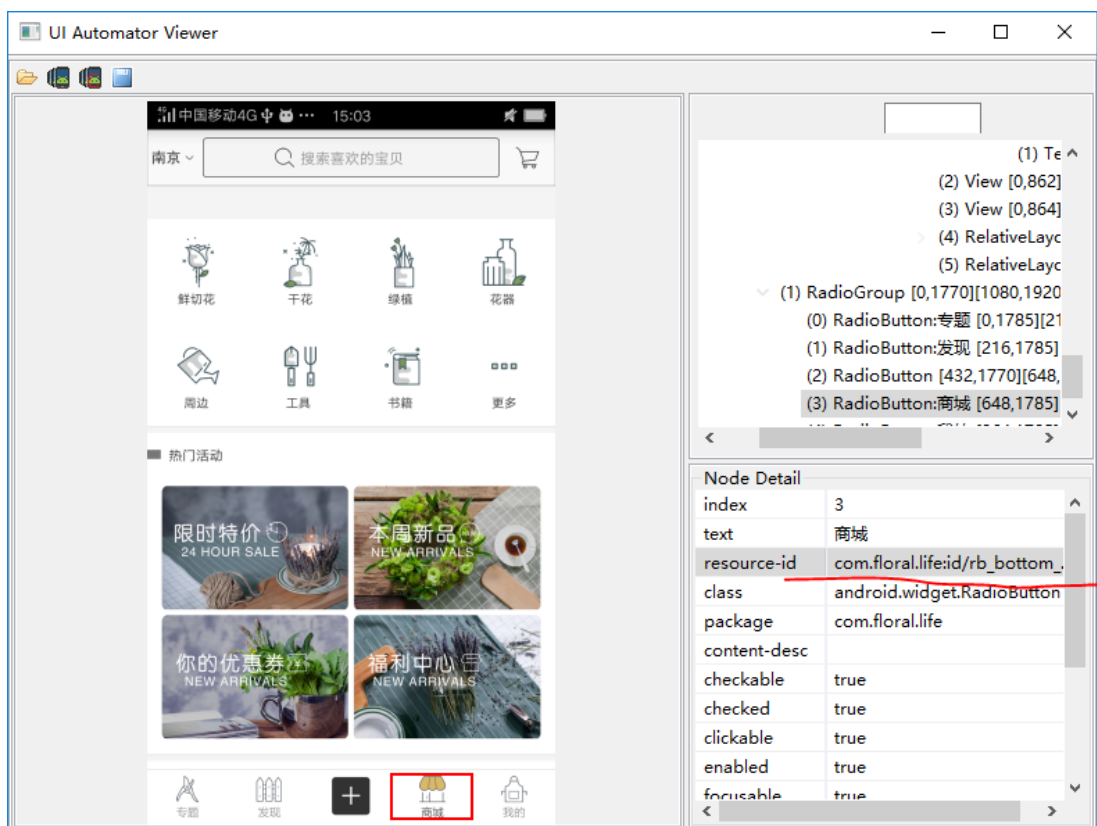 UI Automator Viewer
中国移动4G ··· 15:03
南京
搜索喜欢的宝贝
鲜切花 干花 绿植 花器
周边 工具 书籍 更多
热门活动
限时特价
24 HOUR SALE
本周新品
NEW ARRIVALS
你的优惠券
NEW ARRIVALS
福利中心
NEW ARRIVALS
专题 发现 商城 我的
(1) Te
(2) View [0,862]
(3) View [0,864]
(4) RelativeLayc
(5) RelativeLayc
(1) RadioGroup [0,1770][1080,1920
(0) RadioButton:专题 [0,1785][21
(1) RadioButton:发现 [216,1785]
(2) RadioButton [432,1770][648,
(3) RadioButton:商城 [648,1785]
Node Detail
index 3
text 商城
resource-id com.floral.life:id/rb_bottom_.
class android.widget.RadioButton
package com.floral.life
content-desc
checkable true
checked true
clickable true
enabled true
focusable true